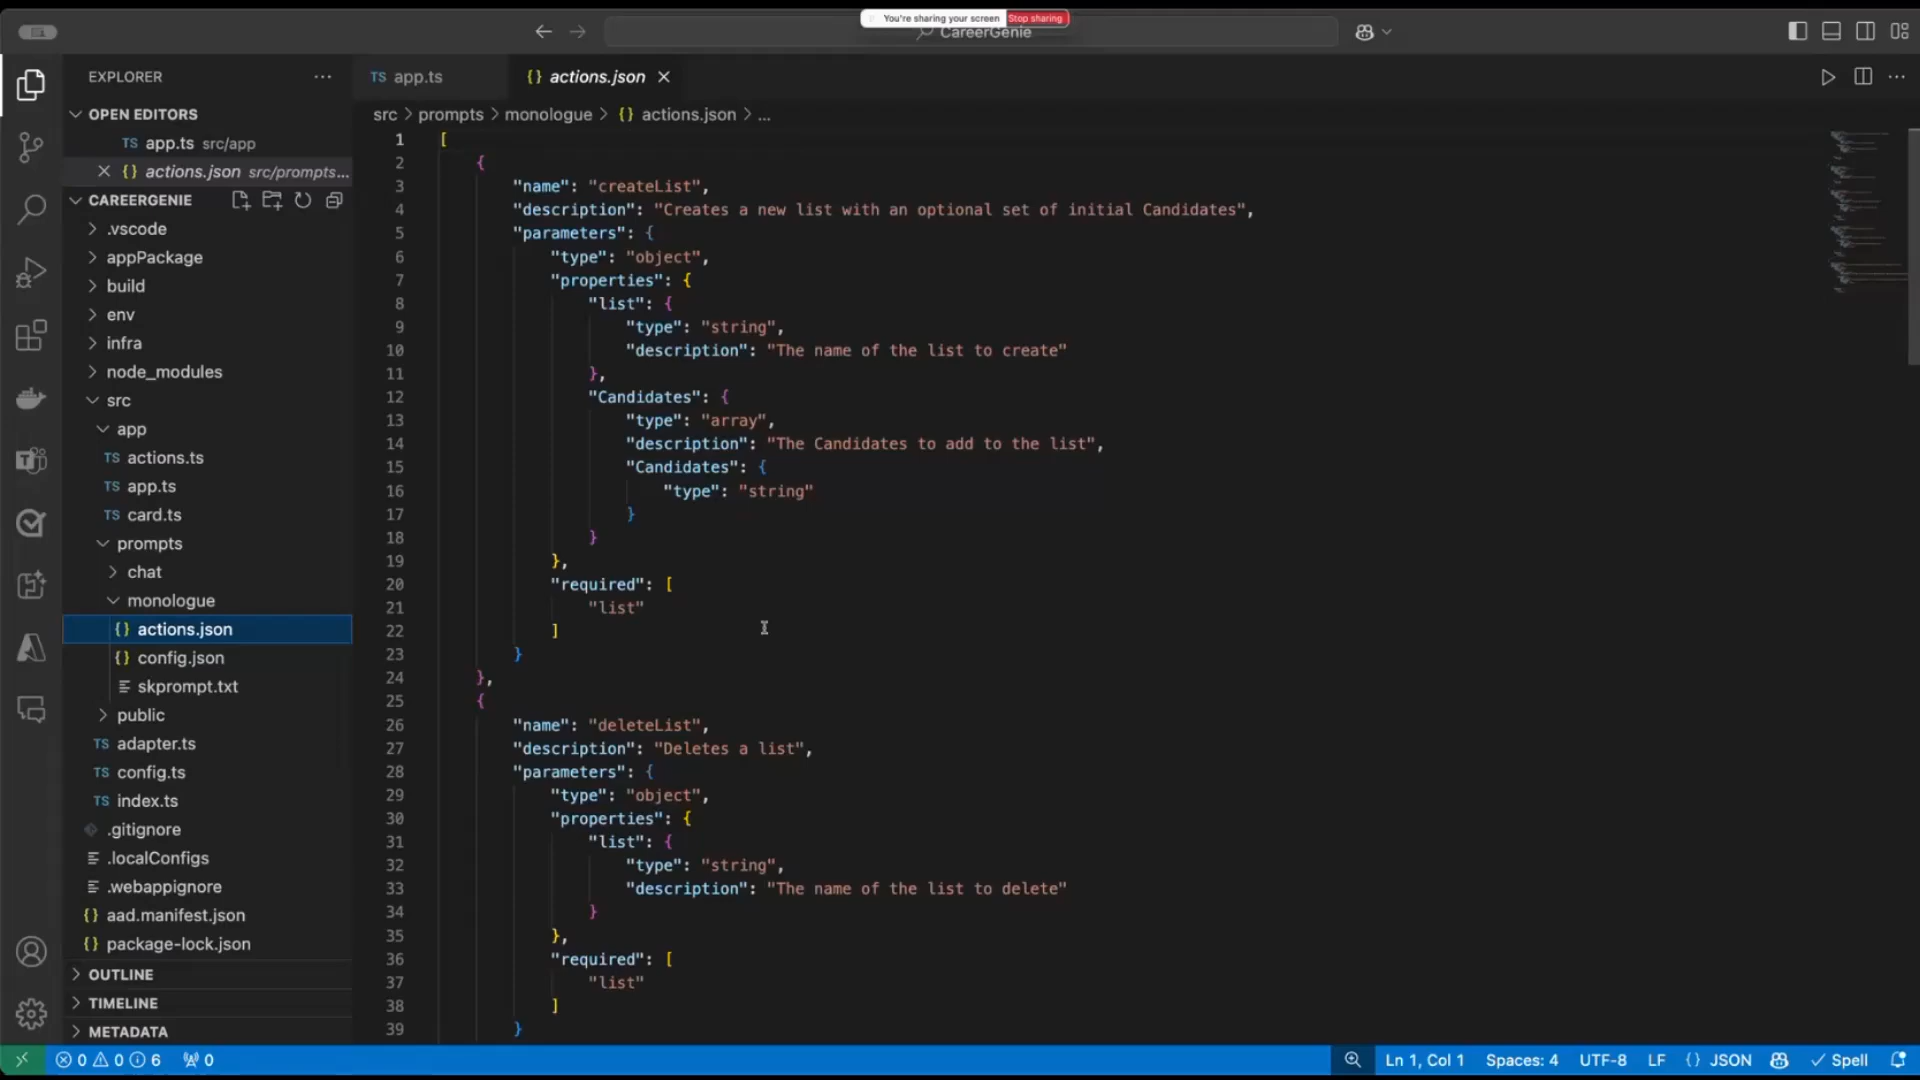 You're sharing your screen Stop sharing
CareerGenie
EXPLORER
OPEN EDITORS
TS app.ts src/app
{} actions.json src/prompts...
CAREERGENIE
.vscode
appPackage
build
env
infra
node_modules
src
app
TS actions.ts
TS app.ts
TS card.ts
prompts
chat
monologue
{} actions.json
{} config.json
skprompt.txt
public
TS adapter.ts
TS config.ts
TS index.ts
.gitignore
.localConfigs
.webappignore
{} aad.manifest.json
{} package-lock.json
OUTLINE
TIMELINE
METADATA
TS app.ts
{} actions.json
src > prompts > monologue > {} actions.json > ...
1 [
2 {
3 "name": "createList",
4 "description": "Creates a new list with an optional set of initial Candidates",
5 "parameters": {
6 "type": "object",
7 "properties": {
8 "list": {
9 "type": "string",
10 "description": "The name of the list to create"
11 },
12 "Candidates": {
13 "type": "array",
14 "description": "The Candidates to add to the list",
15 "Candidates": {
16 "type": "string"
17 }
18 }
19 },
20 "required": [
21 "list"
22 ]
23 }
24 },
25 {
26 "name": "deleteList",
27 "description": "Deletes a list",
28 "parameters": {
29 "type": "object",
30 "properties": {
31 "list": {
32 "type": "string",
33 "description": "The name of the list to delete"
34 }
35 },
36 "required": [
37 "list"
38 ]
39 }
0 0 6 0
Ln 1, Col 1 Spaces: 4 UTF-8 LF {} JSON Spell